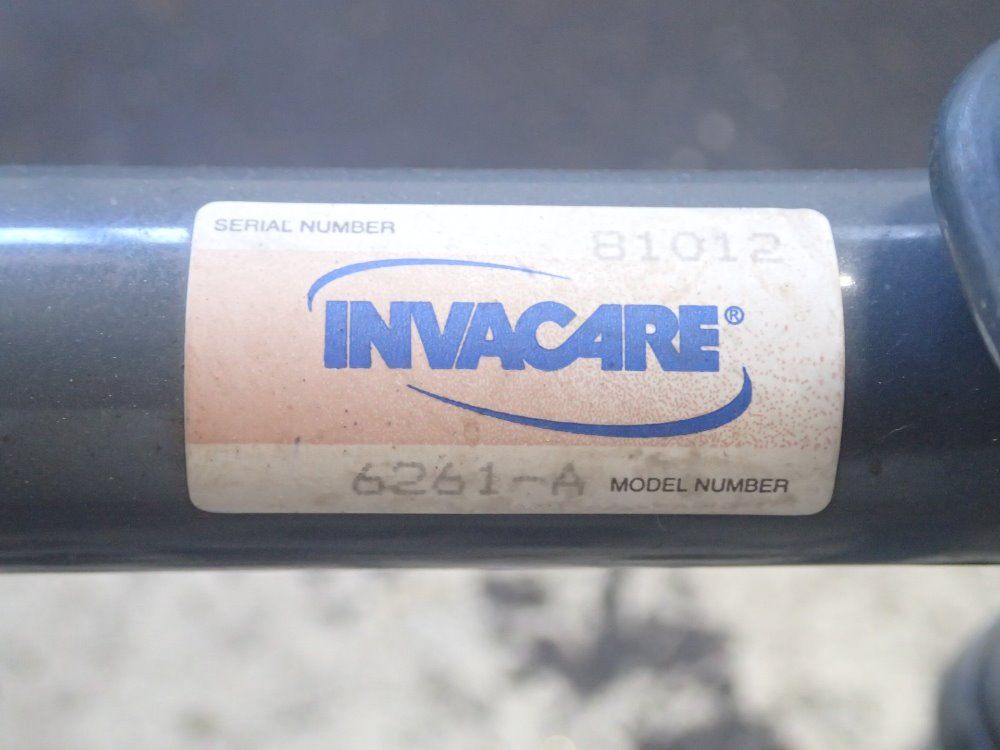 SERIAL NUMBER 81012
INVACARE®
6261-A MODEL NUMBER